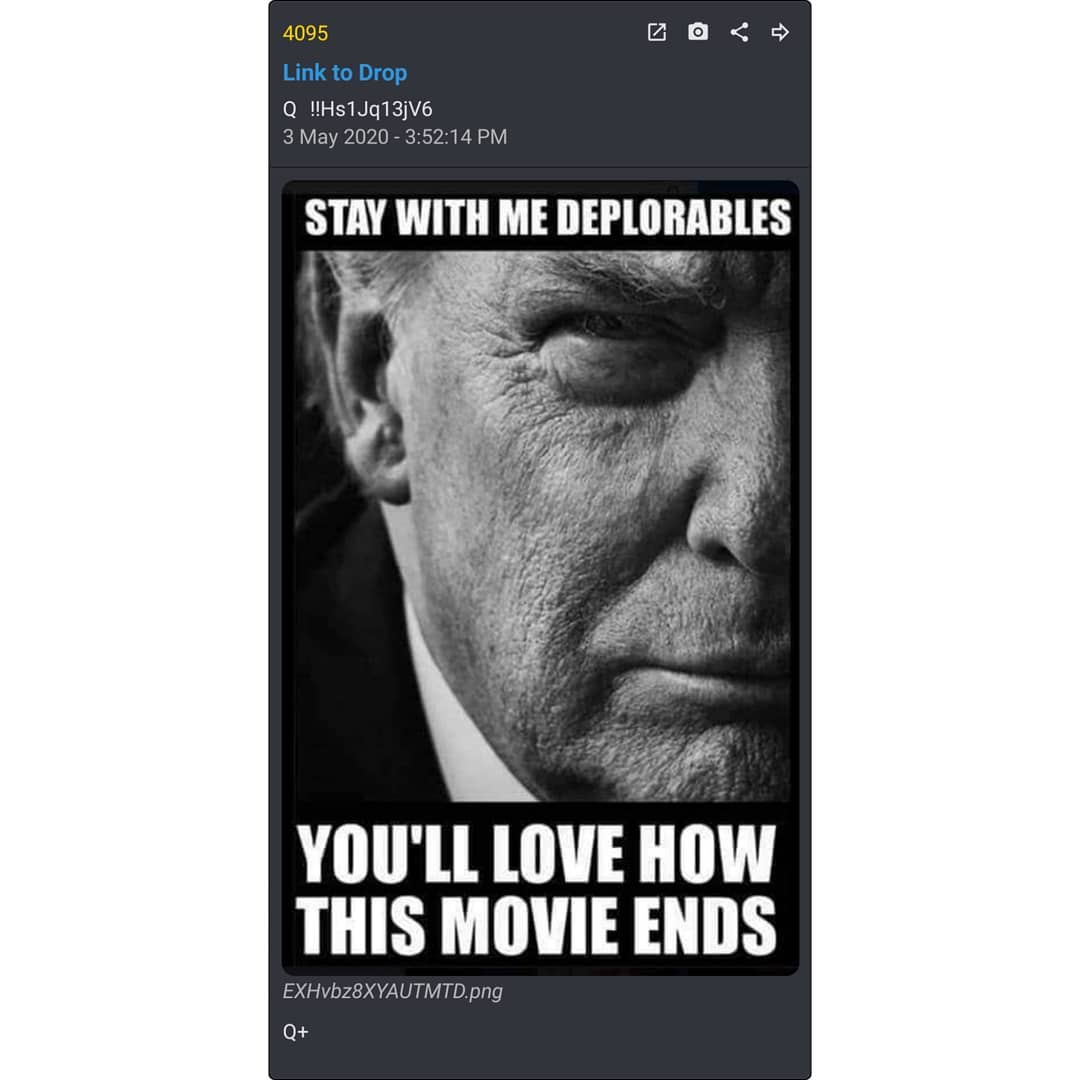 4095
Link to Drop
Q !!Hs1Jq13jV6
3 May 2020 - 3:52:14 PM
STAY WITH ME DEPLORABLES
YOU'LL LOVE HOW
THIS MOVIE ENDS
EXHvbz8XYAUTMTD.png
Q+